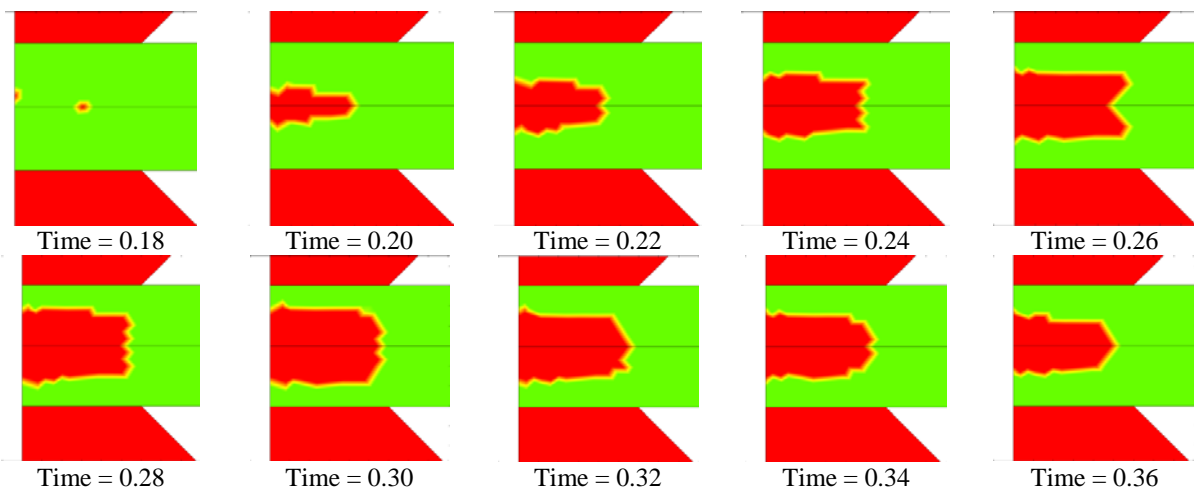 Time = 0.18
Time = 0.20
Time = 0.22
Time = 0.24
Time = 0.26
Time = 0.28
Time = 0.30
Time = 0.32
Time = 0.34
Time = 0.36